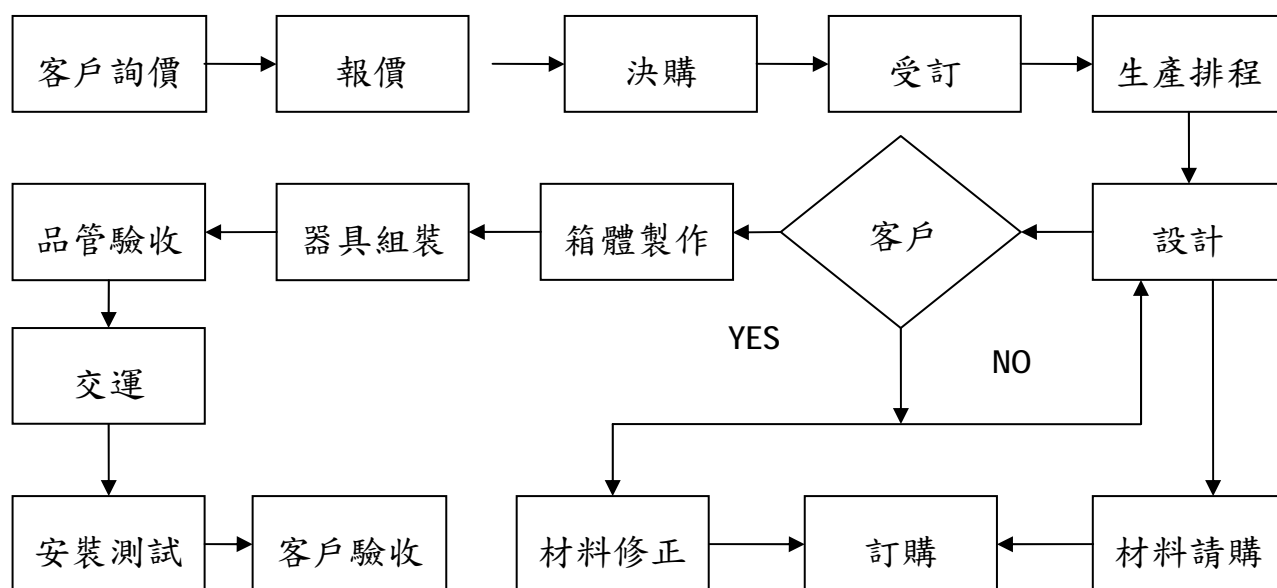 客戶詢價
報價
決購
受訂
生產排程
品管驗收
器具組裝
箱體製作
客戶
設計
YES
NO
交運
安裝測試
客戶驗收
材料修正
訂購
材料請購